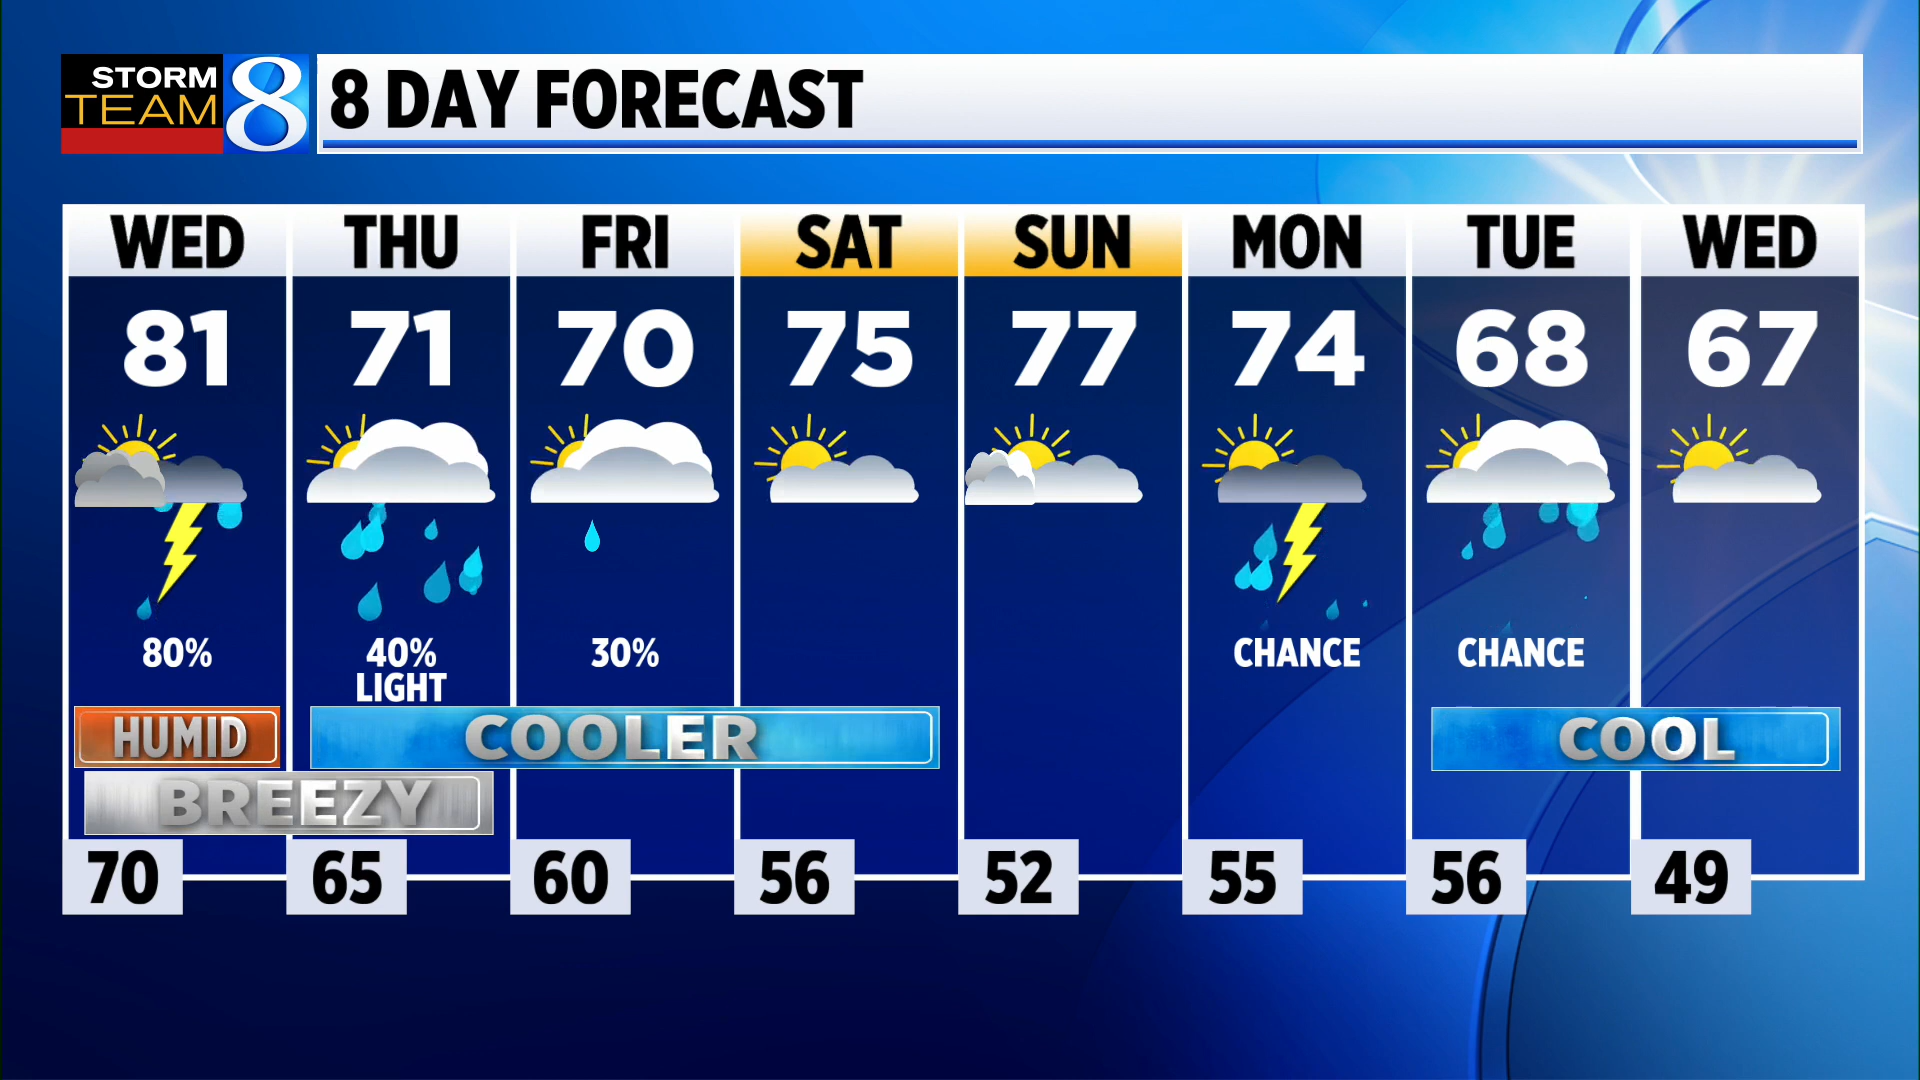 STORM
TEAM
8
8 DAY FORECAST
WED THU FRI SAT SUN MON TUE WED
81 71 70 75 77 74 68 67
80% 40% 30% CHANCE CHANCE
LIGHT
HUMID COOLER COOL
BREEZY
70 65 60 56 52 55 56 49